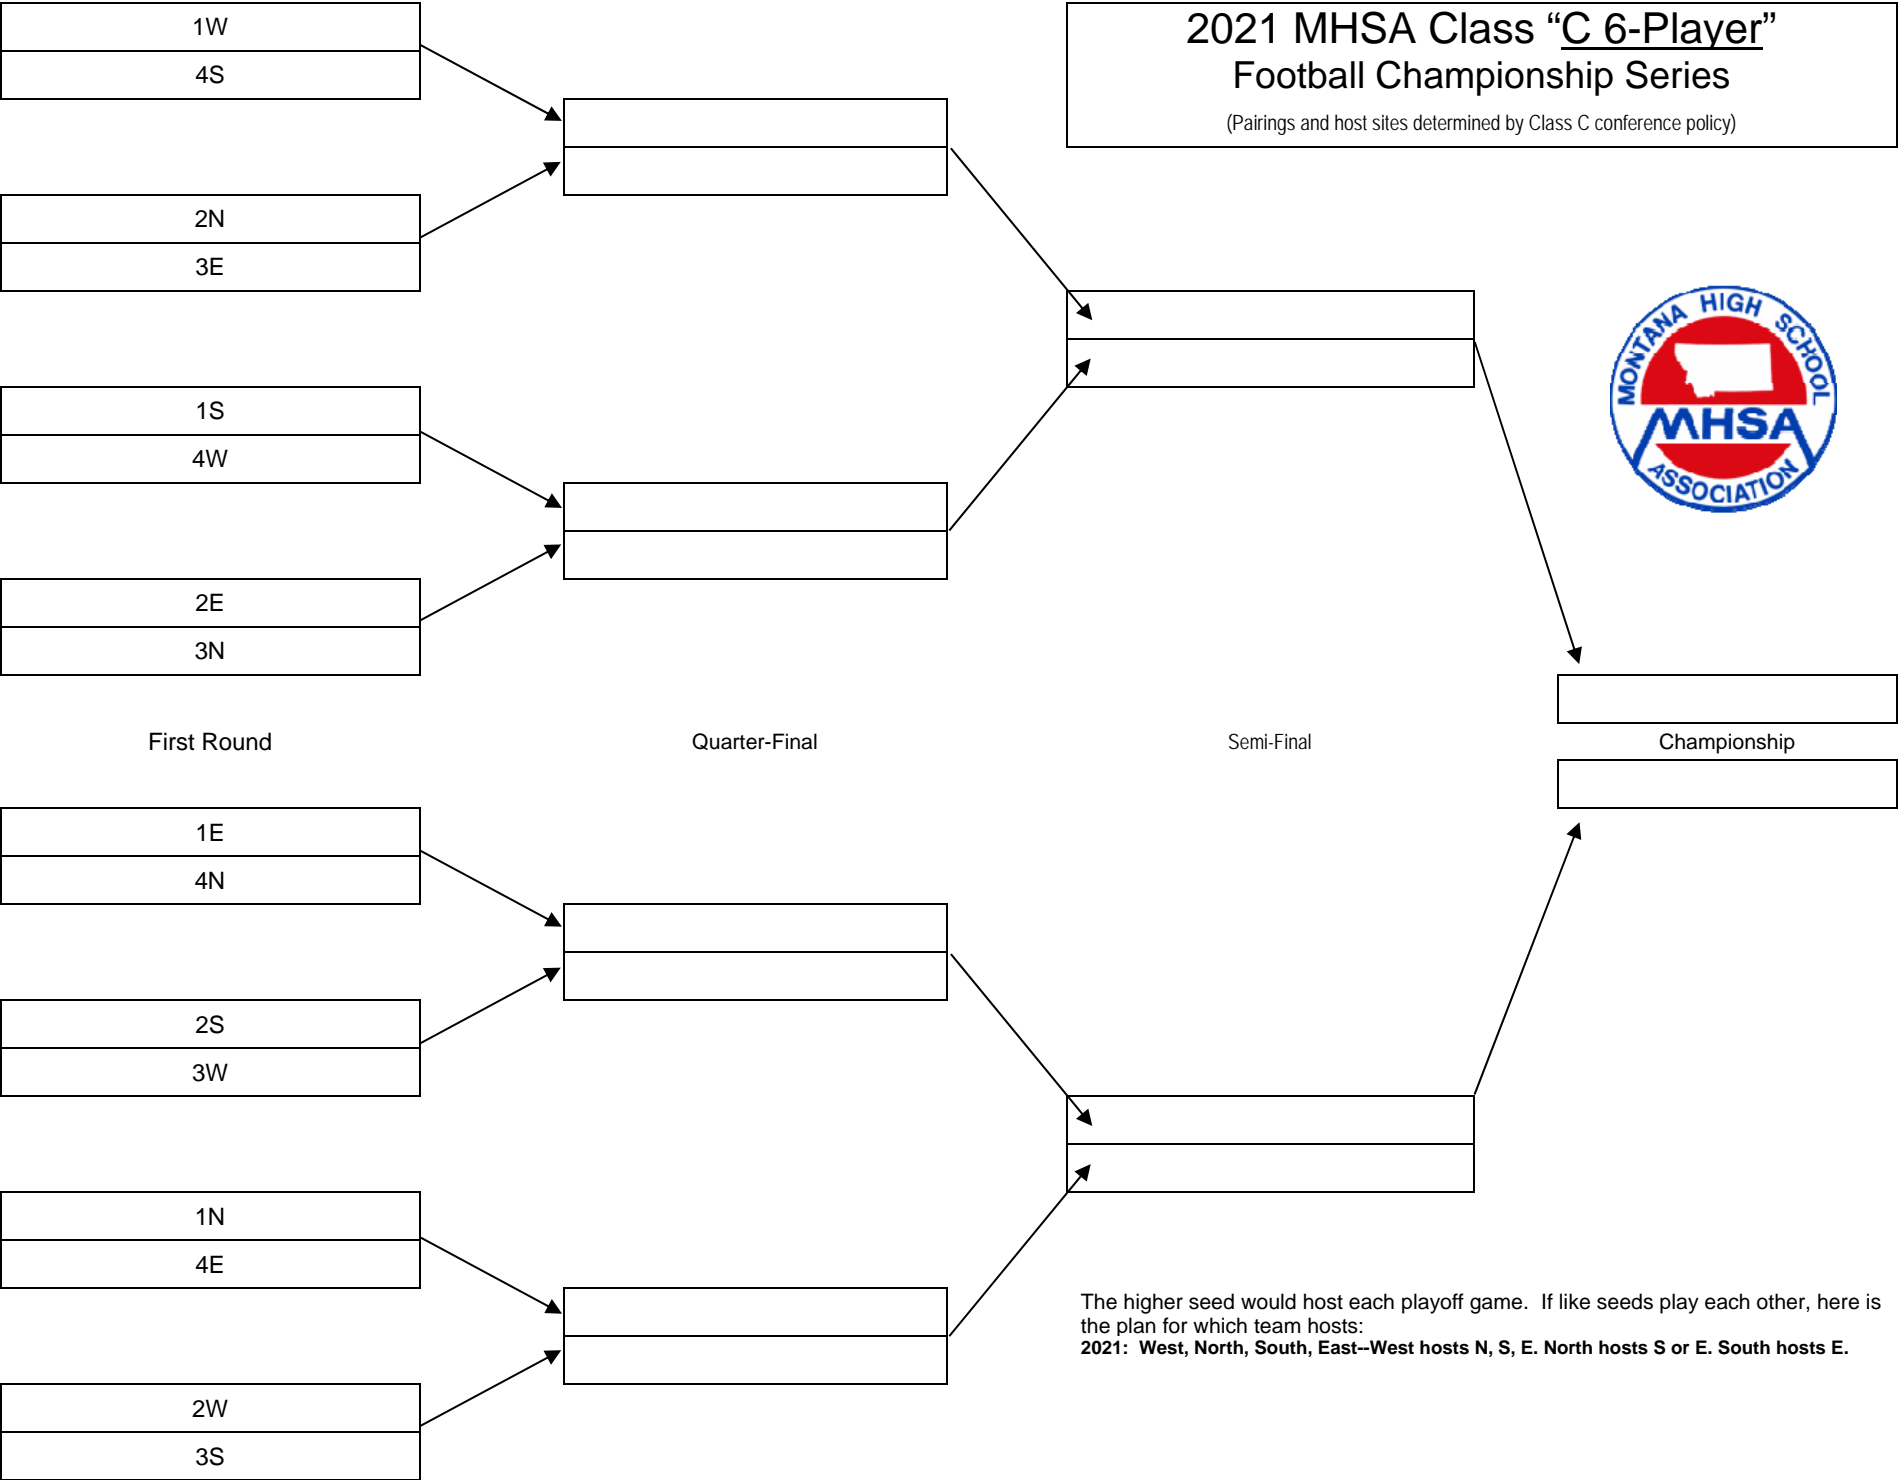 2021 MHSA Class “C 6-Player”
Football Championship Series
(Pairings and host sites determined by Class C conference policy)
1W
4S
2N
3E
1S
4W
2E
3N
MONTANA HIGH SCHOOL
MHSA
ASSOCIATION
First Round
Quarter-Final
Semi-Final
Championship
1E
4N
2S
3W
1N
4E
2W
3S
The higher seed would host each playoff game.  If like seeds play each other, here is
the plan for which team hosts:
2021:  West, North, South, East--West hosts N, S, E. North hosts S or E. South hosts E.